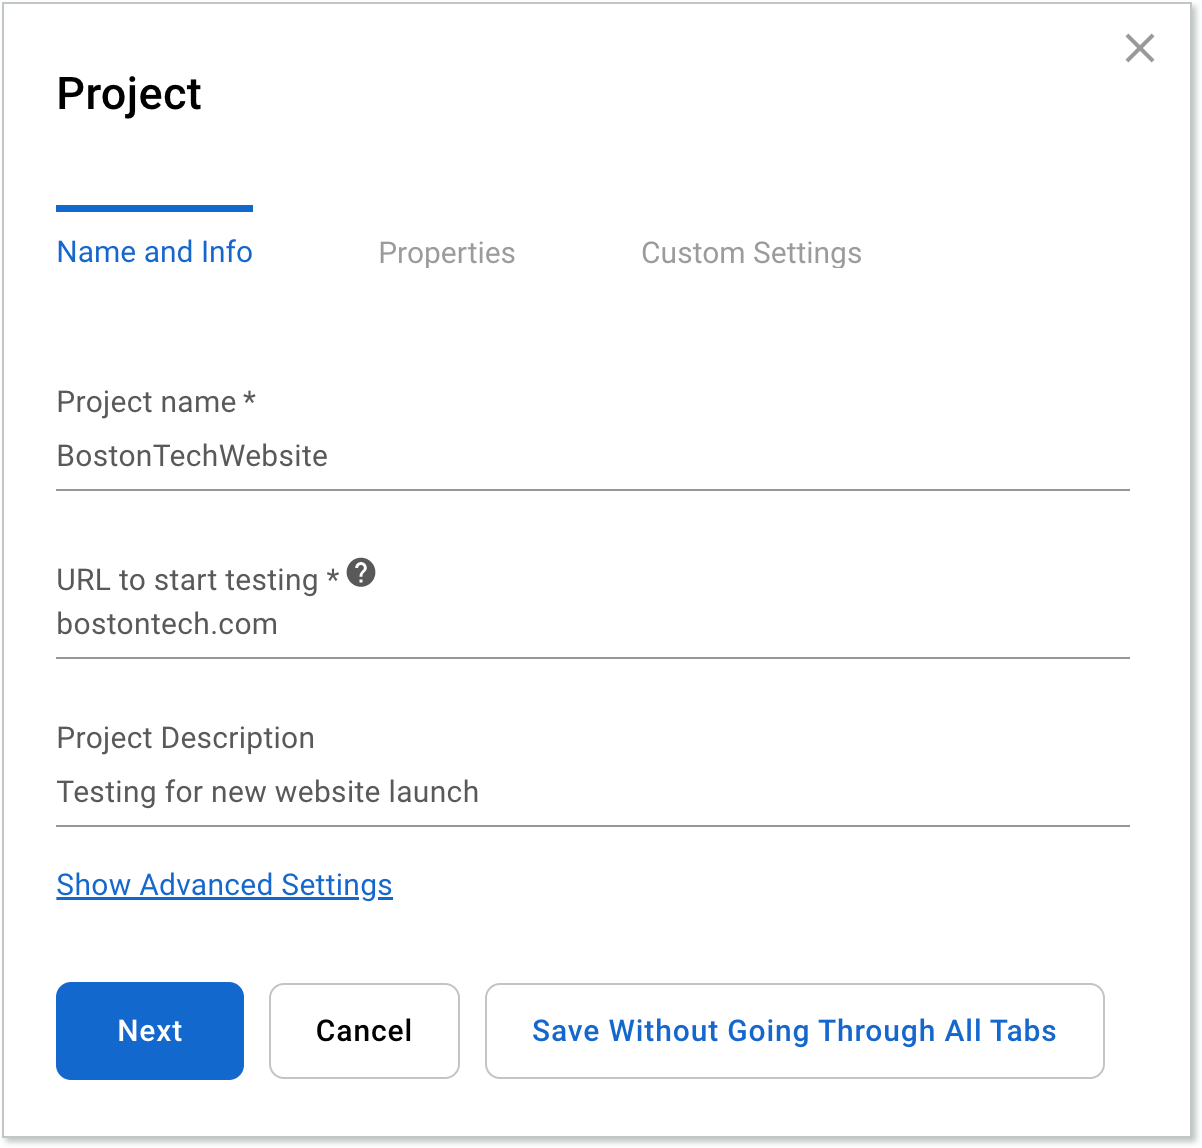 Project
Name and Info Properties Custom Settings
Project name *
BostonTechWebsite
URL to start testing * ?
bostontech.com
Project Description
Testing for new website launch
Show Advanced Settings
Next Cancel Save Without Going Through All Tabs